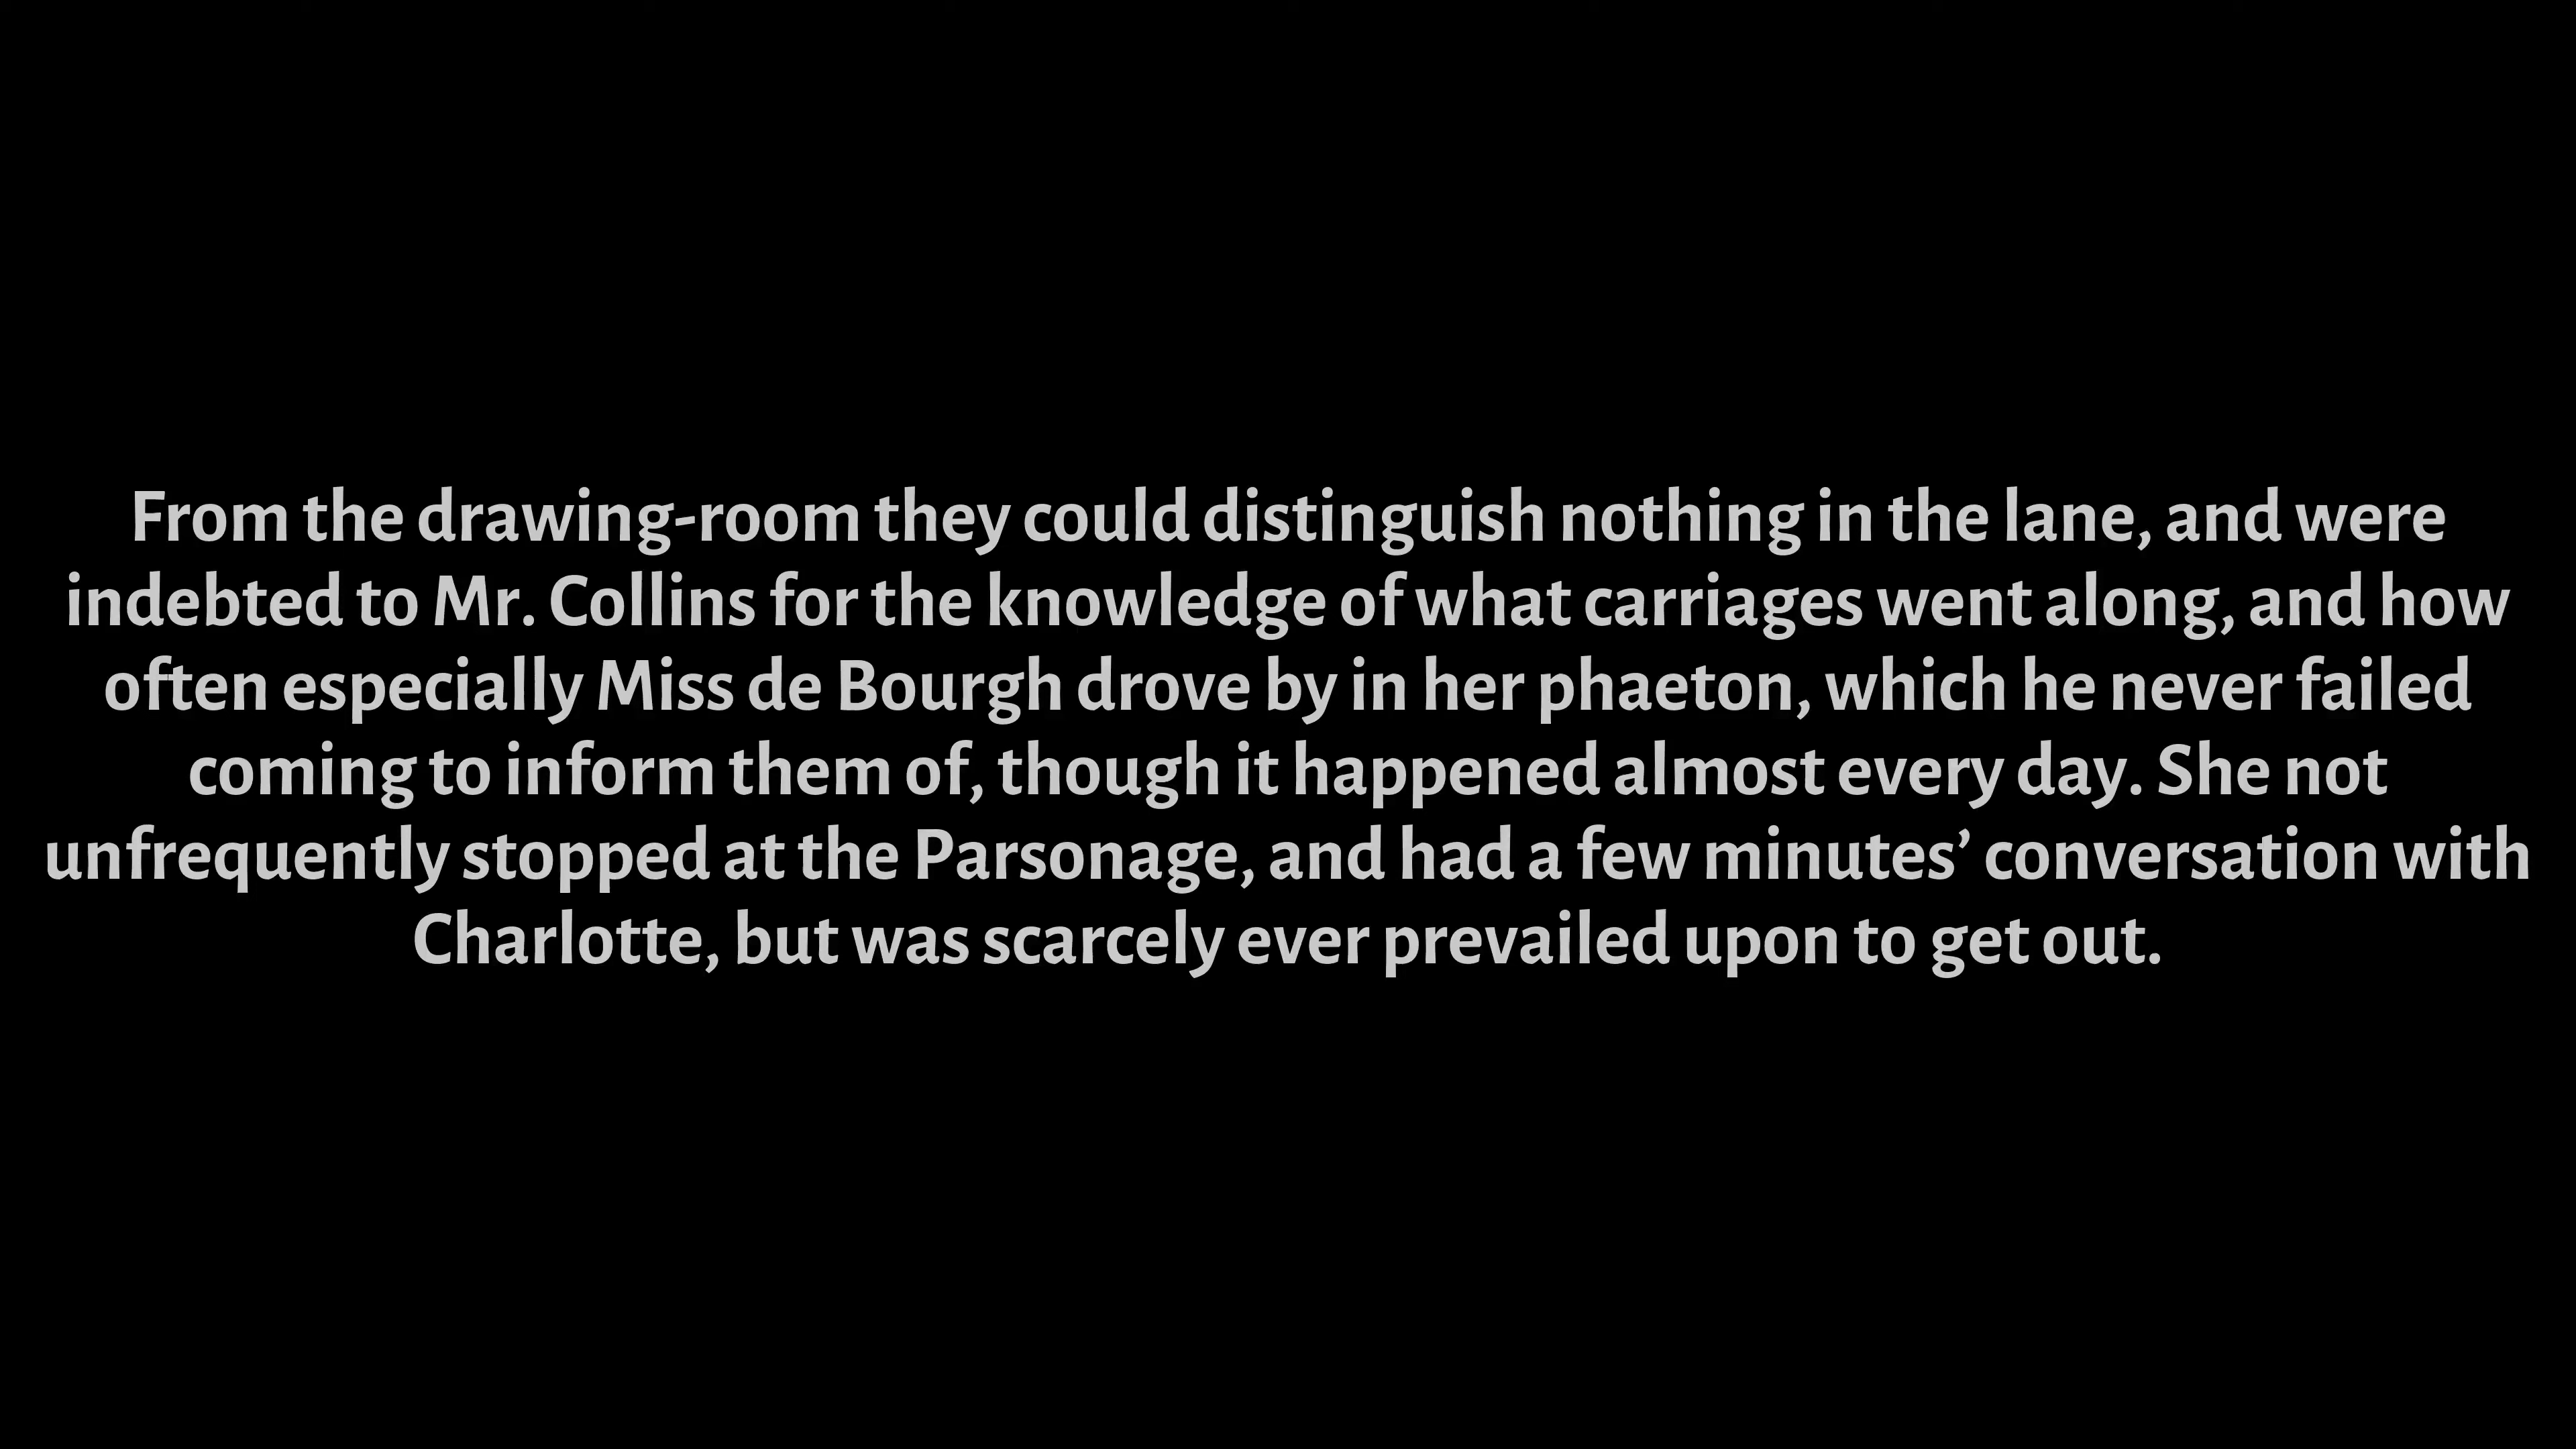 From the drawing-room they could distinguish nothing in the lane, and were
indebted to Mr. Collins for the knowledge of what carriages went along, and how
often especially Miss de Bourgh drove by in her phaeton, which he never failed
coming to inform them of, though it happened almost every day. She not
unfrequently stopped at the Parsonage, and had a few minutes’ conversation with
Charlotte, but was scarcely ever prevailed upon to get out.